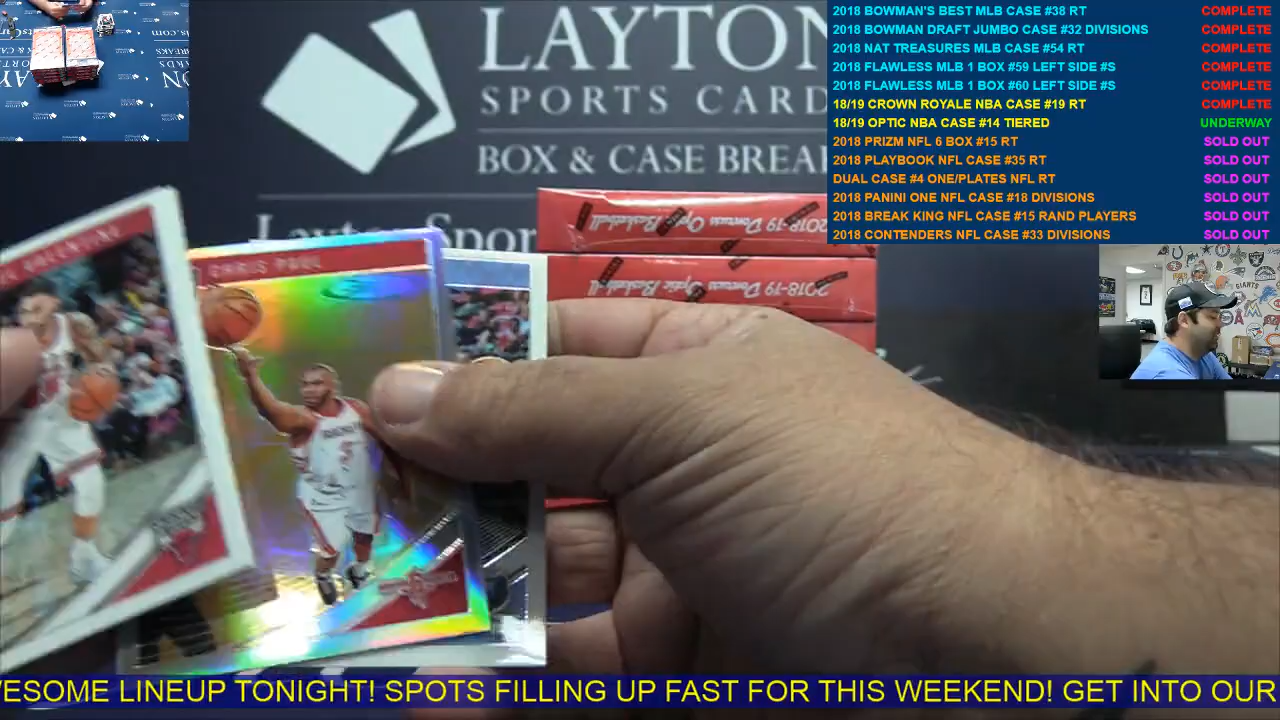 LAYTON
SPORTS CARD
BOX & CASE BREA
Layton Spor
2018 BOWMAN'S BEST MLB CASE #38 RT COMPLETE
2018 BOWMAN DRAFT JUMBO CASE #32 DIVISIONS COMPLETE
2018 NAT TREASURES MLB CASE #54 RT COMPLETE
2018 FLAWLESS MLB 1 BOX #59 LEFT SIDE #S COMPLETE
2018 FLAWLESS MLB 1 BOX #60 LEFT SIDE #S COMPLETE
18/19 CROWN ROYALE NBA CASE #19 RT COMPLETE
18/19 OPTIC NBA CASE #14 TIERED UNDERWAY
2018 PRIZM NFL 6 BOX #15 RT SOLD OUT
2018 PLAYBOOK NFL CASE #35 RT SOLD OUT
DUAL CASE #4 ONE/PLATES NFL RT SOLD OUT
2018 PANINI ONE NFL CASE #18 DIVISIONS SOLD OUT
2018 BREAK KING NFL CASE #15 RAND PLAYERS SOLD OUT
2018 CONTENDERS NFL CASE #33 DIVISIONS SOLD OUT
2018-19 Donruss Optic Basketball
2018-19 Donruss Optic Basketball
CHRIS PAUL
GIANTS
VESOME LINEUP TONIGHT! SPOTS FILLING UP FAST FOR THIS WEEKEND! GET INTO OUR